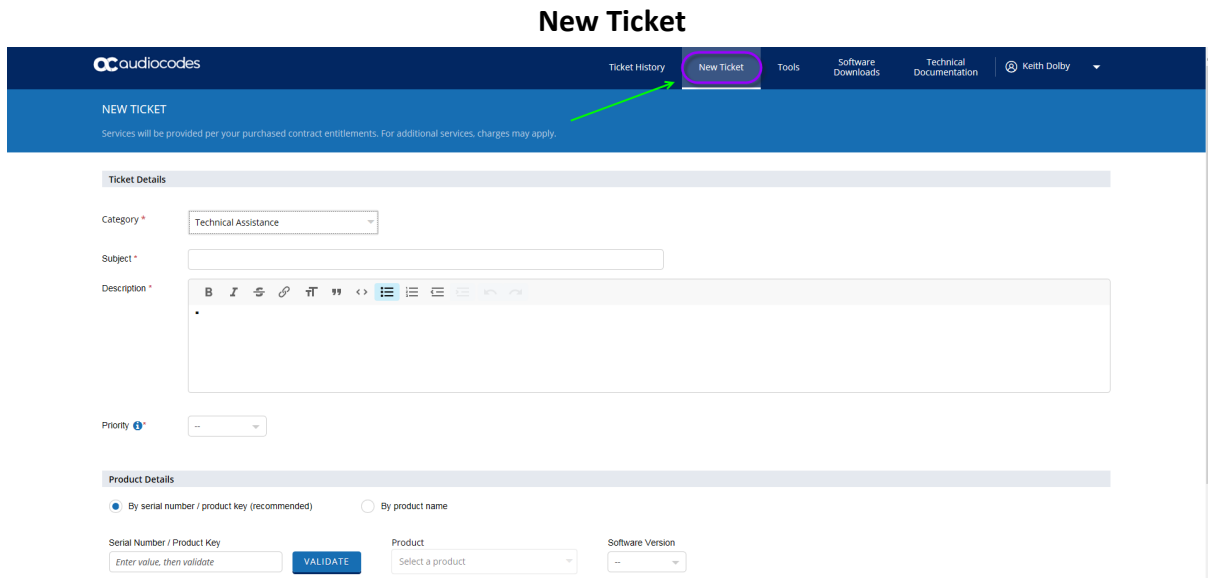 New Ticket
audiocodes
Ticket History
New Ticket
Tools
Software
Downloads
Technical
Documentation
Keith Dolby
NEW TICKET
Services will be provided per your purchased contract entitlements. For additional services, charges may apply.
Ticket Details
Category *
Technical Assistance
Subject *
Description *
Priority *
--
Product Details
By serial number / product key (recommended)
By product name
Serial Number / Product Key
Product
Software Version
Enter value, then validate
VALIDATE
Select a product
--